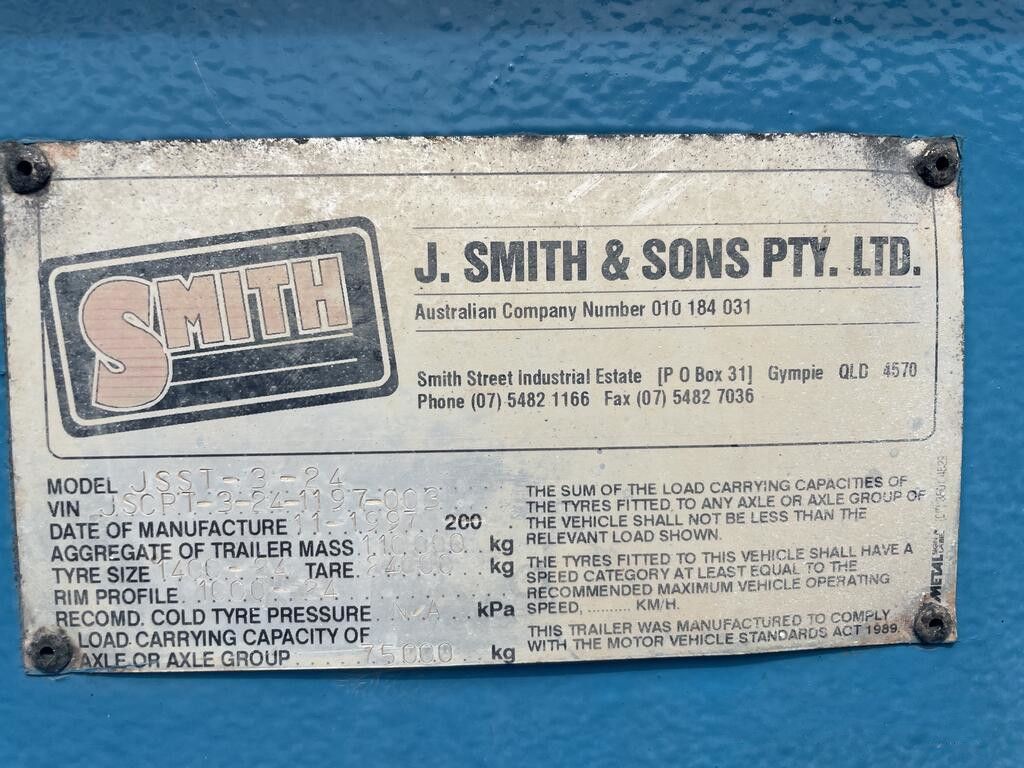 SMITH
J. SMITH & SONS PTY. LTD.
Australian Company Number 010 184 031
Smith Street Industrial Estate [P O Box 31] Gympie QLD 4570
Phone (07) 5482 1166 Fax (07) 5482 7036
MODEL JSST-3-24
VIN JSCPT-3-24-1197-003
DATE OF MANUFACTURE 11-1997 200
AGGREGATE OF TRAILER MASS 110000 kg
TYRE SIZE 1400-24 TARE. 24000 kg
RIM PROFILE 1000-24
RECOMD. COLD TYRE PRESSURE N/A kPa
LOAD CARRYING CAPACITY OF
AXLE OR AXLE GROUP 75000 kg
THE SUM OF THE LOAD CARRYING CAPACITIES OF
THE TYRES FITTED TO ANY AXLE OR AXLE GROUP OF
THE VEHICLE SHALL NOT BE LESS THAN THE
RELEVANT LOAD SHOWN.
THE TYRES FITTED TO THIS VEHICLE SHALL HAVE A
SPEED CATEGORY AT LEAST EQUAL TO THE
RECOMMENDED MAXIMUM VEHICLE OPERATING
SPEED, .......... KM/H.
THIS TRAILER WAS MANUFACTURED TO COMPLY
WITH THE MOTOR VEHICLE STANDARDS ACT 1989.
METAL